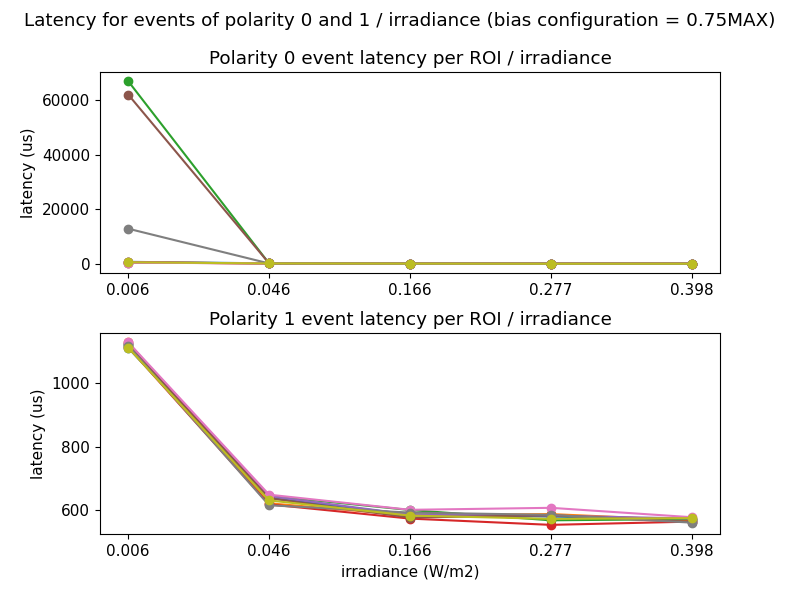 Latency for events of polarity 0 and 1 / irradiance (bias configuration = 0.75MAX)
Polarity 0 event latency per ROI / irradiance
latency (us)
60000
40000
20000
0
0.006 0.046 0.166 0.277 0.398
Polarity 1 event latency per ROI / irradiance
latency (us)
1000
800
600
0.006 0.046 0.166 0.277 0.398
irradiance (W/m2)